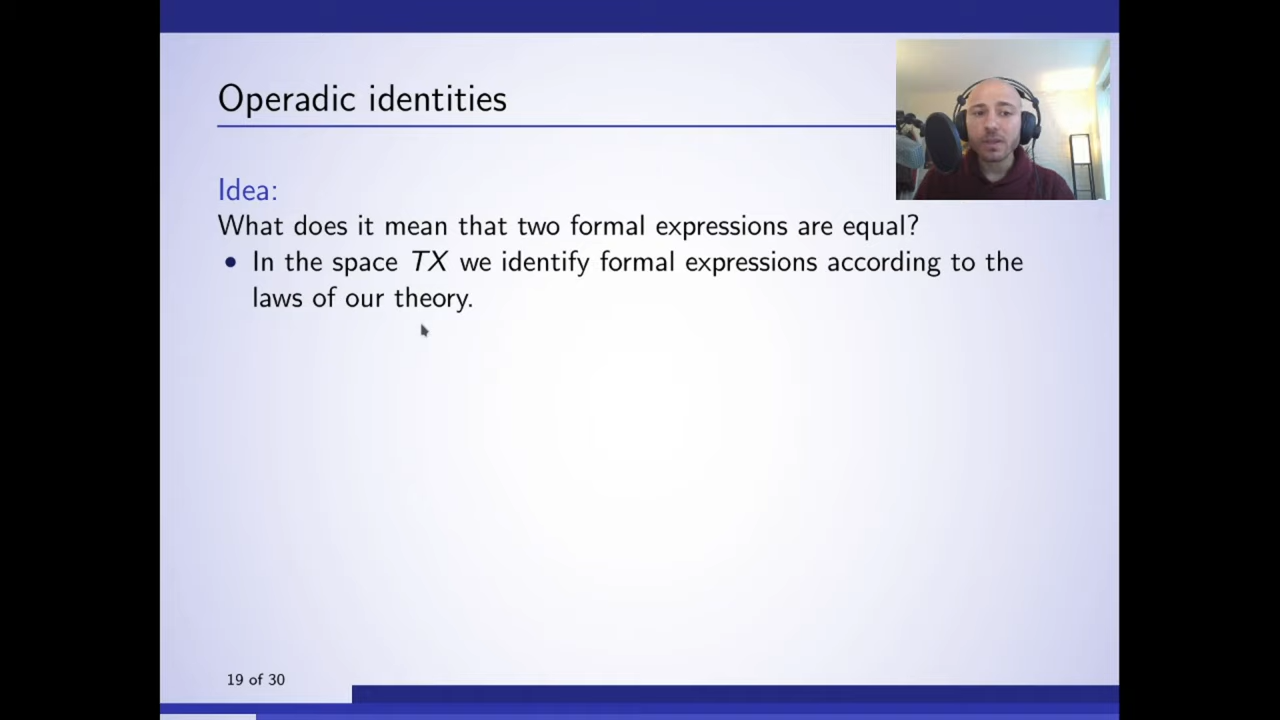 Operadic identities
Idea:
What does it mean that two formal expressions are equal?
• In the space TX we identify formal expressions according to the
laws of our theory.
19 of 30